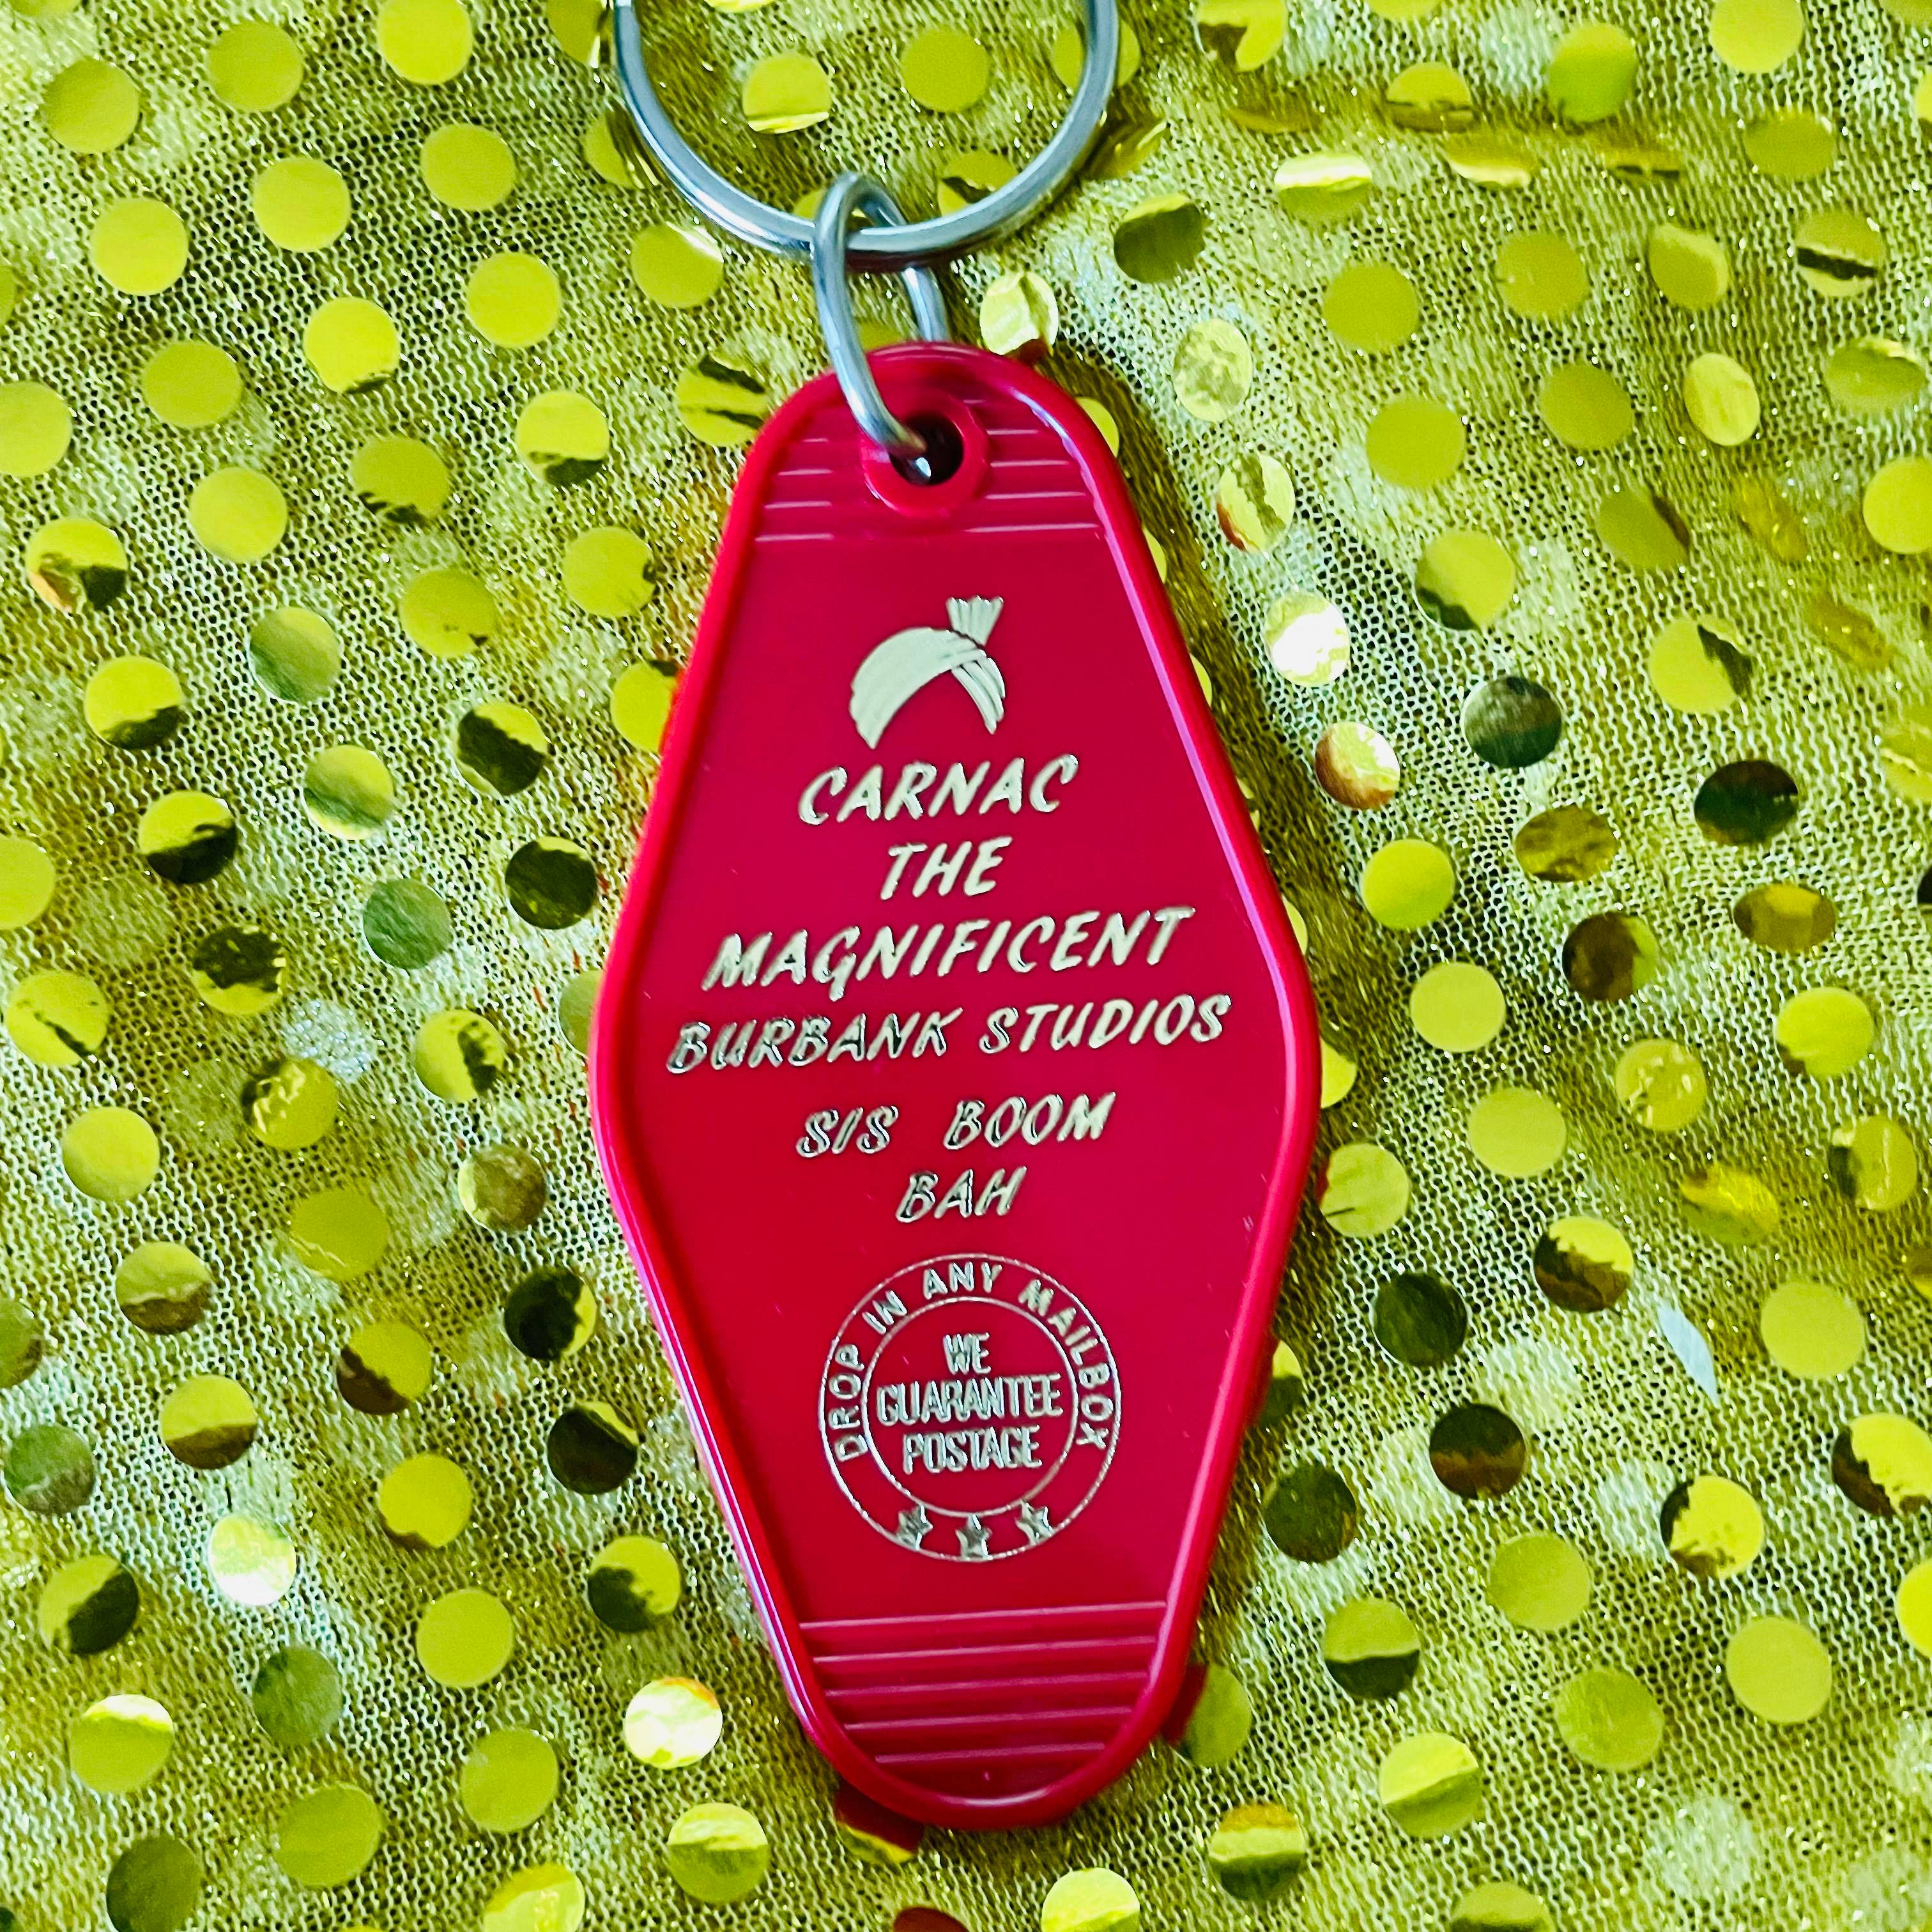 CARNAC
THE
MAGNIFICENT
BURBANK STUDIOS
SIS BOOM
BAH
DROP IN ANY MAILBOX
WE
GUARANTEE
POSTAGE